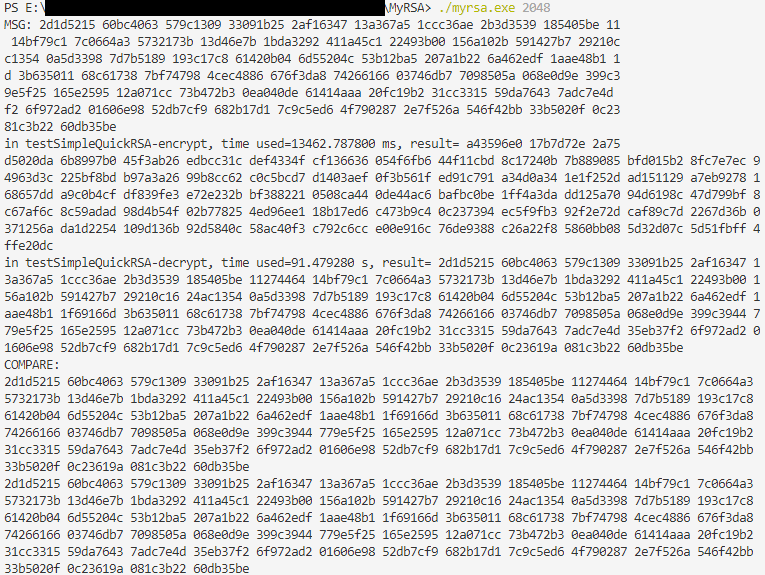 PS E:\ \MyRSA> ./myrsa.exe 2048
MSG: 2d1d5215 60bc4063 579c1309 33091b25 2af16347 13a367a5 1ccc36ae 2b3d3539 185405be 11
 14bf79c1 7c0664a3 5732173b 13d46e7b 1bda3292 411a45c1 22493b00 156a102b 591427b7 29210c
c1354 0a5d3398 7d7b5189 193c17c8 61420b04 6d55204c 53b12ba5 207a1b22 6a462edf 1aae48b1 1
d 3b635011 68c61738 7bf74798 4cec4886 676f3da8 74266166 03746db7 7098505a 068e0d9e 399c3
9e5f25 165e2595 12a071cc 73b472b3 0ea040de 61414aaa 20fc19b2 31cc3315 59da7643 7adc7e4d
f2 6f972ad2 01606e98 52db7cf9 682b17d1 7c9c5ed6 4f790287 2e7f526a 546f42bb 33b5020f 0c23
81c3b22 60db35be
in testSimpleQuickRSA-encrypt, time used=13462.787800 ms, result= a43596e0 17b7d72e 2a75
d5020da 6b8997b0 45f3ab26 edbcc31c def4334f cf136636 054f6fb6 44f11cbd 8c17240b 7b889085 bfd015b2 8fc7e7ec 9
4963d3c 225bf8bd b97a3a26 99b8cc62 c0c5bcd7 d1403aef 0f3b561f ed91c791 a34d0a34 1e1f252d ad151129 a7eb9278 1
68657dd a9c0b4cf df839fe3 e72e232b bf388221 0508ca44 0de44ac6 bafbc0be 1ff4a3da dd125a70 94d6198c 47d799bf 8
c67af6c 8c59adad 98d4b54f 02b77825 4ed96ee1 18b17ed6 c473b9c4 0c237394 ec5f9fb3 92f2e72d caf89c7d 2267d36b 0
371256a da1d2254 109d136b 92d5840c 58ac40f3 c792c6cc e00e916c 76de9388 c26a22f8 5860bb08 5d32d07c 5d51fbff 4
ffe20dc
in testSimpleQuickRSA-decrypt, time used=91.479280 s, result= 2d1d5215 60bc4063 579c1309 33091b25 2af16347 1
3a367a5 1ccc36ae 2b3d3539 185405be 11274464 14bf79c1 7c0664a3 5732173b 13d46e7b 1bda3292 411a45c1 22493b00 1
56a102b 591427b7 29210c16 24ac1354 0a5d3398 7d7b5189 193c17c8 61420b04 6d55204c 53b12ba5 207a1b22 6a462edf 1
aae48b1 1f69166d 3b635011 68c61738 7bf74798 4cec4886 676f3da8 74266166 03746db7 7098505a 068e0d9e 399c3944 7
79e5f25 165e2595 12a071cc 73b472b3 0ea040de 61414aaa 20fc19b2 31cc3315 59da7643 7adc7e4d 35eb37f2 6f972ad2 0
1606e98 52db7cf9 682b17d1 7c9c5ed6 4f790287 2e7f526a 546f42bb 33b5020f 0c23619a 081c3b22 60db35be
COMPARE:
2d1d5215 60bc4063 579c1309 33091b25 2af16347 13a367a5 1ccc36ae 2b3d3539 185405be 11274464 14bf79c1 7c0664a3
5732173b 13d46e7b 1bda3292 411a45c1 22493b00 156a102b 591427b7 29210c16 24ac1354 0a5d3398 7d7b5189 193c17c8
61420b04 6d55204c 53b12ba5 207a1b22 6a462edf 1aae48b1 1f69166d 3b635011 68c61738 7bf74798 4cec4886 676f3da8
74266166 03746db7 7098505a 068e0d9e 399c3944 779e5f25 165e2595 12a071cc 73b472b3 0ea040de 61414aaa 20fc19b2
31cc3315 59da7643 7adc7e4d 35eb37f2 6f972ad2 01606e98 52db7cf9 682b17d1 7c9c5ed6 4f790287 2e7f526a 546f42bb
33b5020f 0c23619a 081c3b22 60db35be
2d1d5215 60bc4063 579c1309 33091b25 2af16347 13a367a5 1ccc36ae 2b3d3539 185405be 11274464 14bf79c1 7c0664a3
5732173b 13d46e7b 1bda3292 411a45c1 22493b00 156a102b 591427b7 29210c16 24ac1354 0a5d3398 7d7b5189 193c17c8
61420b04 6d55204c 53b12ba5 207a1b22 6a462edf 1aae48b1 1f69166d 3b635011 68c61738 7bf74798 4cec4886 676f3da8
74266166 03746db7 7098505a 068e0d9e 399c3944 779e5f25 165e2595 12a071cc 73b472b3 0ea040de 61414aaa 20fc19b2
31cc3315 59da7643 7adc7e4d 35eb37f2 6f972ad2 01606e98 52db7cf9 682b17d1 7c9c5ed6 4f790287 2e7f526a 546f42bb
33b5020f 0c23619a 081c3b22 60db35be